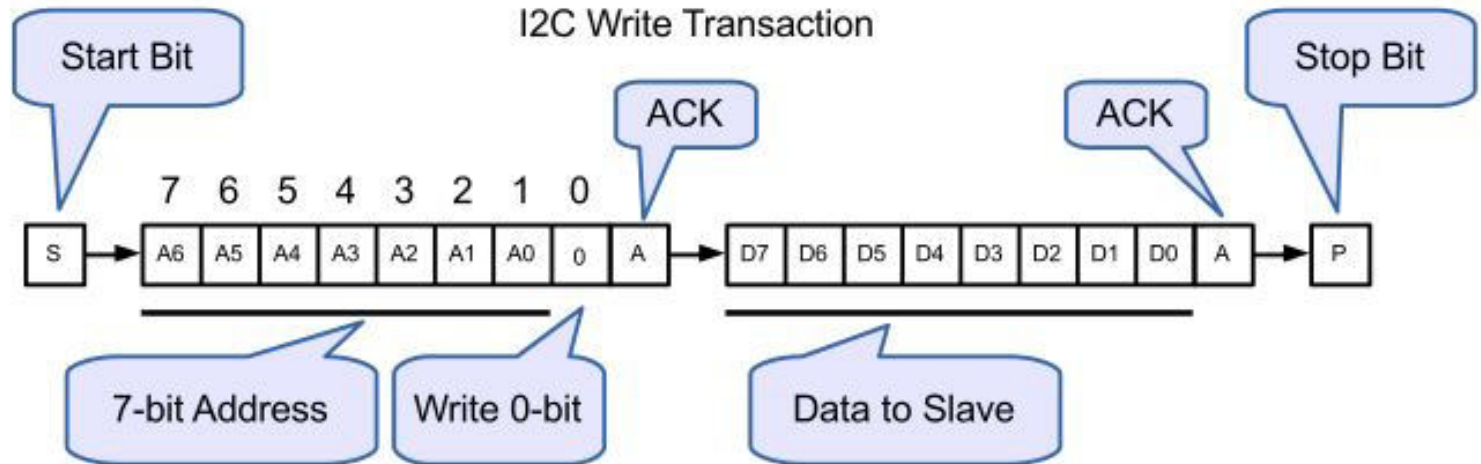 I2C Write Transaction
Start Bit
ACK
ACK
Stop Bit
7 6 5 4 3 2 1 0
S A6 A5 A4 A3 A2 A1 A0 0 A D7 D6 D5 D4 D3 D2 D1 D0 A P
7-bit Address
Write 0-bit
Data to Slave